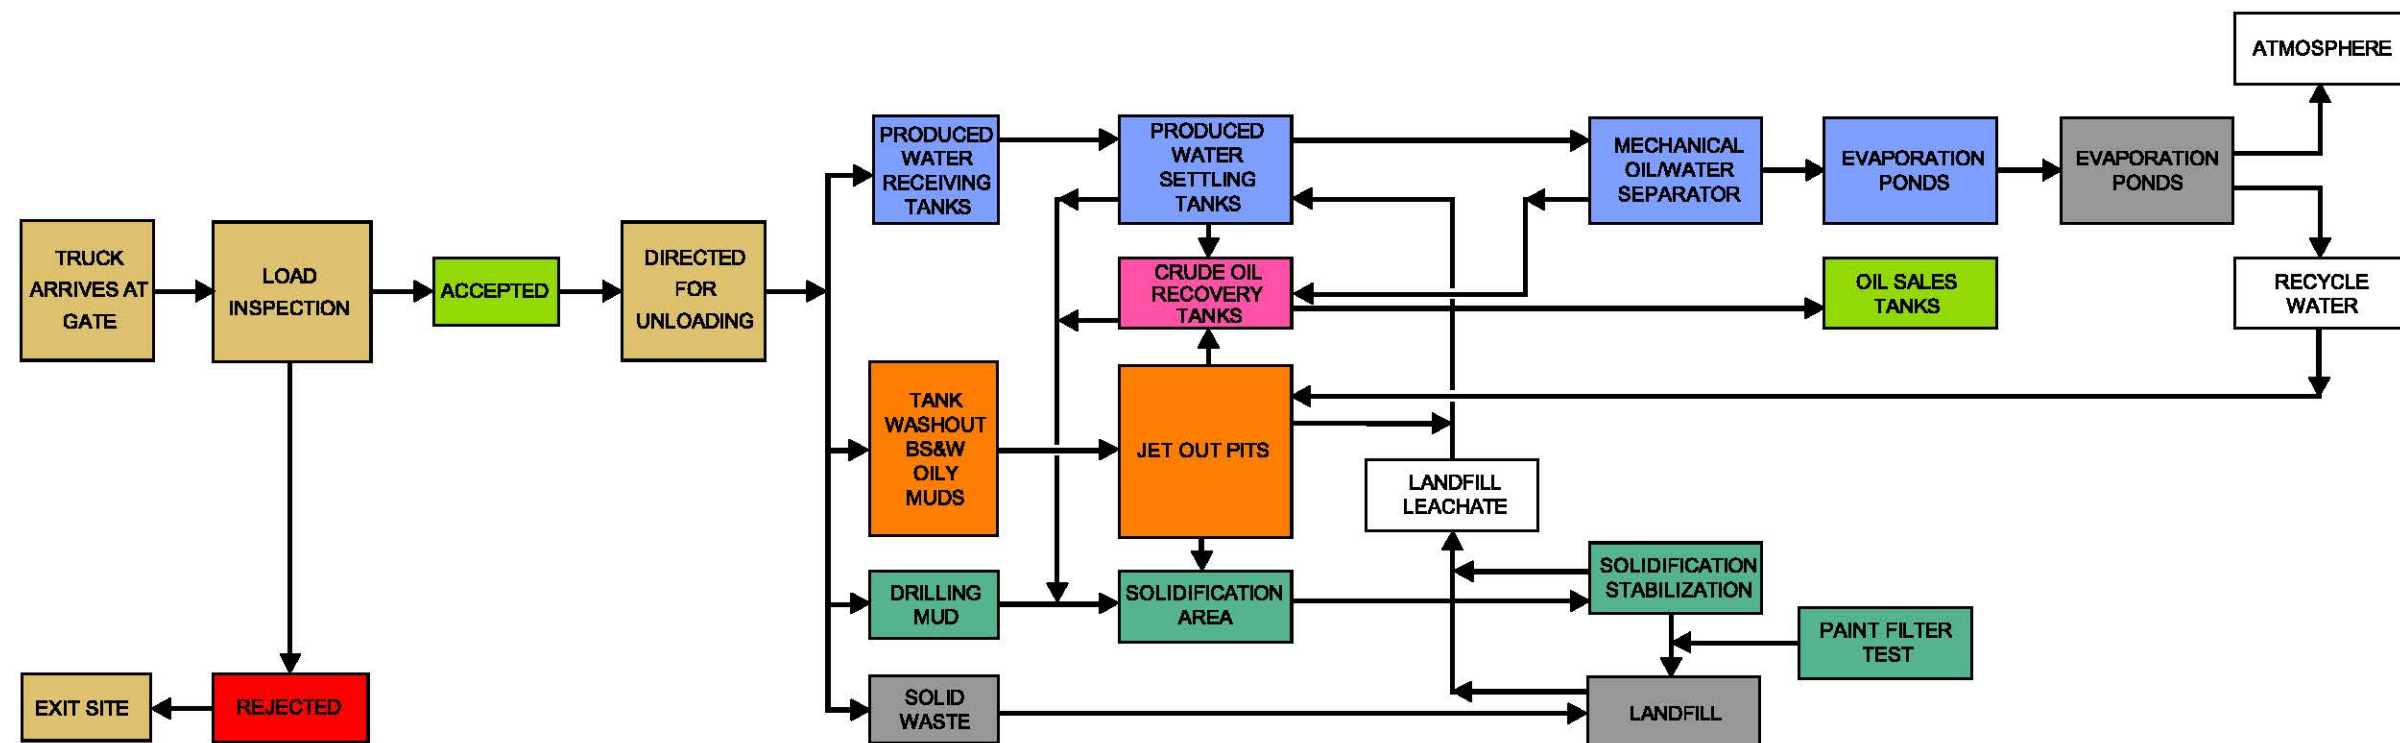 ATMOSPHERE
PRODUCED
WATER
RECEIVING
TANKS
PRODUCED
WATER
SETTLING
TANKS
MECHANICAL
OIL/WATER
SEPARATOR
EVAPORATION
PONDS
EVAPORATION
PONDS
TRUCK
ARRIVES AT
GATE
LOAD
INSPECTION
ACCEPTED
DIRECTED
FOR
UNLOADING
CRUDE OIL
RECOVERY
TANKS
OIL SALES
TANKS
RECYCLE
WATER
TANK
WASHOUT
BS&W
OILY
MUDS
JET OUT PITS
LANDFILL
LEACHATE
DRILLING
MUD
SOLIDIFICATION
AREA
SOLIDIFICATION
STABILIZATION
PAINT FILTER
TEST
EXIT SITE
REJECTED
SOLID
WASTE
LANDFILL